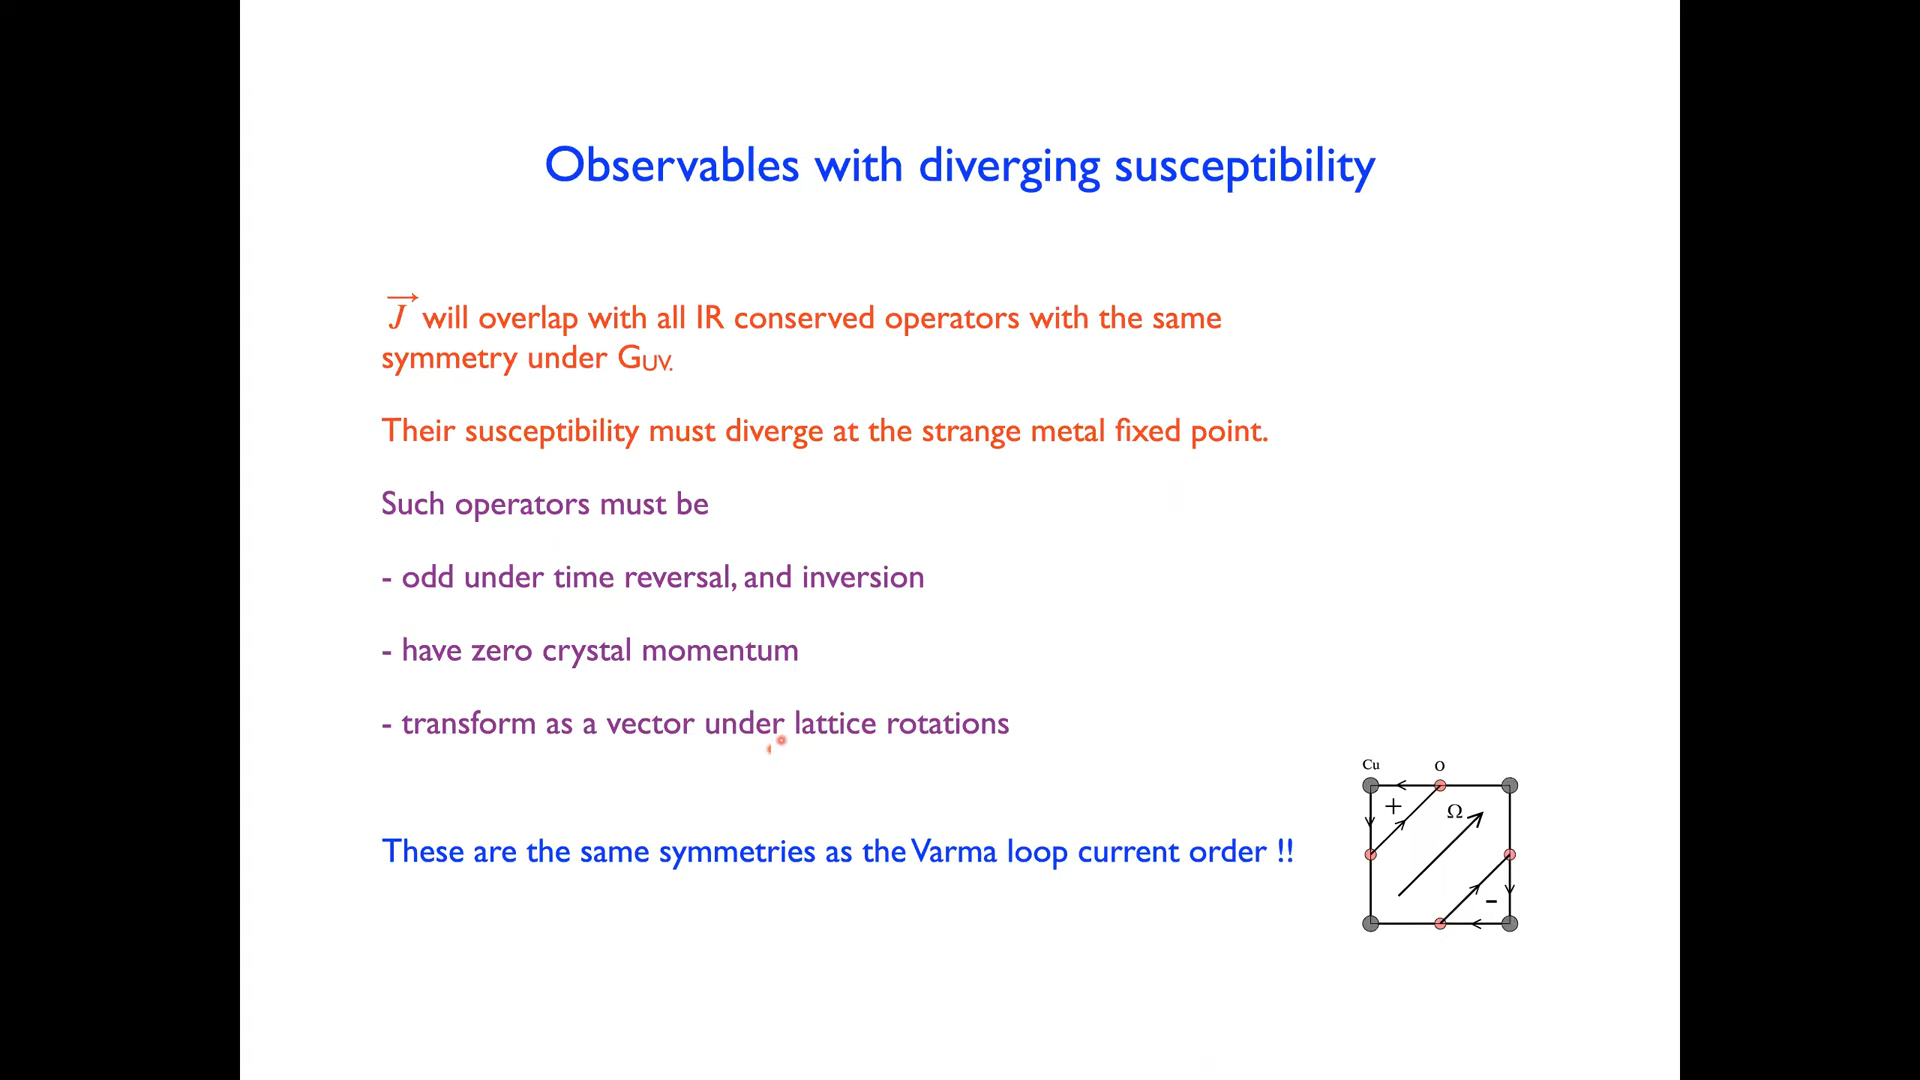 Observables with diverging susceptibility
J will overlap with all IR conserved operators with the same
symmetry under GUV.
Their susceptibility must diverge at the strange metal fixed point.
Such operators must be
- odd under time reversal, and inversion
- have zero crystal momentum
- transform as a vector under lattice rotations
Cu O
+ Ω
These are the same symmetries as the Varma loop current order !!
-